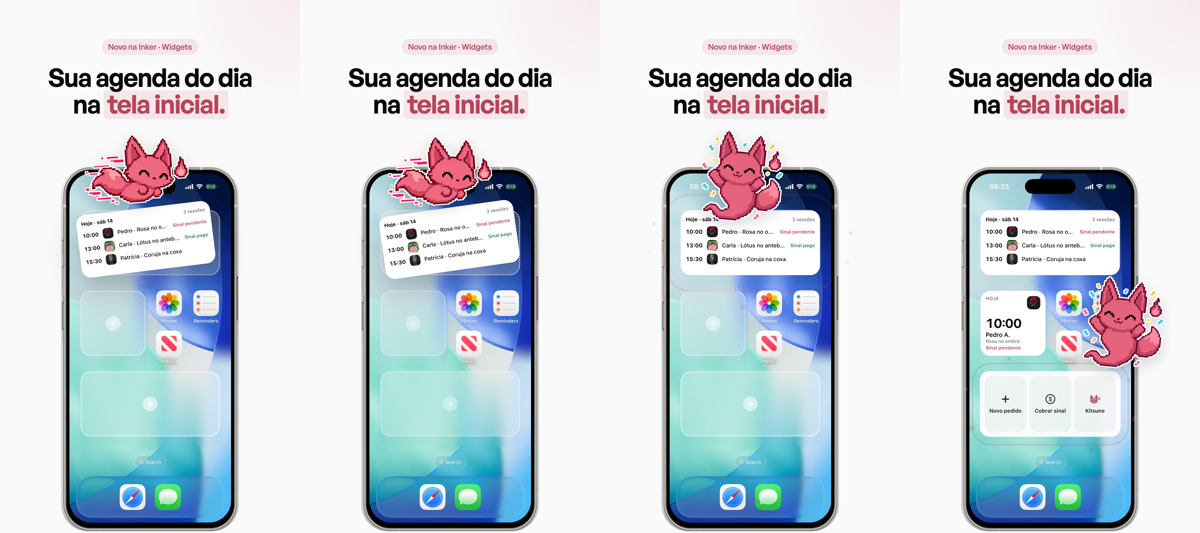 Novo na Inker · Widgets
Sua agenda do dia
na tela inicial.
Hoje · sáb 14
3 sessões
10:00 Pedro · Rosa no o... Sinal pendente
13:00 Carla · Lótus no anteb... Sinal pago
15:30 Patrícia · Coruja na coxa
Photos
Reminders
Search
Novo na Inker · Widgets
Sua agenda do dia
na tela inicial.
Hoje · sáb 14
3 sessões
10:00 Pedro · Rosa no o... Sinal pendente
13:00 Carla · Lótus no anteb... Sinal pago
15:30 Patrícia · Coruja na coxa
Photos
Reminders
Search
Novo na Inker · Widgets
Sua agenda do dia
na tela inicial.
08
Hoje · sáb 14
3 sessões
10:00 Pedro · Rosa no o... Sinal pendente
13:00 Carla · Lótus no anteb... Sinal pago
15:30 Patrícia · Coruja na coxa
Photos
Reminders
Search
Novo na Inker · Widgets
Sua agenda do dia
na tela inicial.
08:33
Hoje · sáb 14
3 sessões
10:00 Pedro · Rosa no o... Sinal pendente
13:00 Carla · Lótus no anteb... Sinal pago
15:30 Patrícia · Coruja na coxa
HOJE
10:00
Pedro A.
Rosa no ombro
Sinal pendente
Photos
Novo pedido
Cobrar sinal
Kitsune
Search